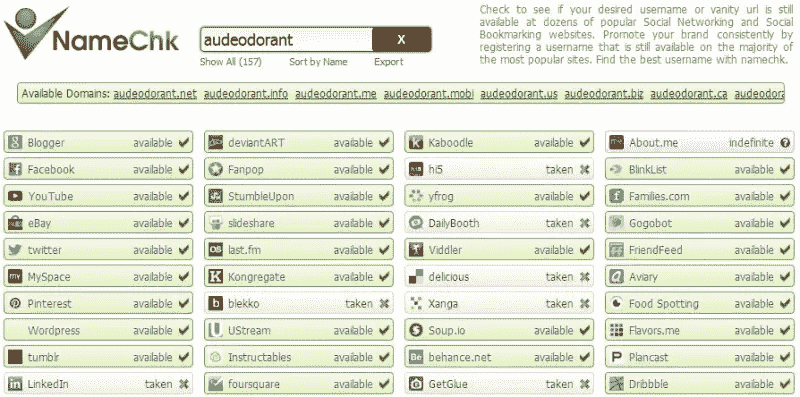 NameChk
audeodorant X
Show All (157) Sort by Name Export
Check to see if your desired username or vanity url is still
available at dozens of popular Social Networking and Social
Bookmarking websites. Promote your brand consistently by
registering a username that is still available on the majority of
the most popular sites. Find the best username with namechk.
Available Domains: audeodorant.net audeodorant.info audeodorant.me audeodorant.mobi audeodorant.us audeodorant.biz audeodorant.ca audeodora
Blogger available deviantART available Kaboodle available About.me indefinite
Facebook available Fanpop available hi5 taken BlinkList available
YouTube available StumbleUpon available yfrog available Families.com available
eBay available slideshare available DailyBooth taken Gogobot available
twitter available last.fm available Viddler available FriendFeed available
MySpace available Kongregate available delicious taken Aviary available
Pinterest available blekko taken Xanga taken Food Spotting available
Wordpress available UStream available Soup.io available Flavors.me available
tumblr available Instructables available behance.net available Plancast available
LinkedIn taken foursquare available GetGlue taken Dribbble available